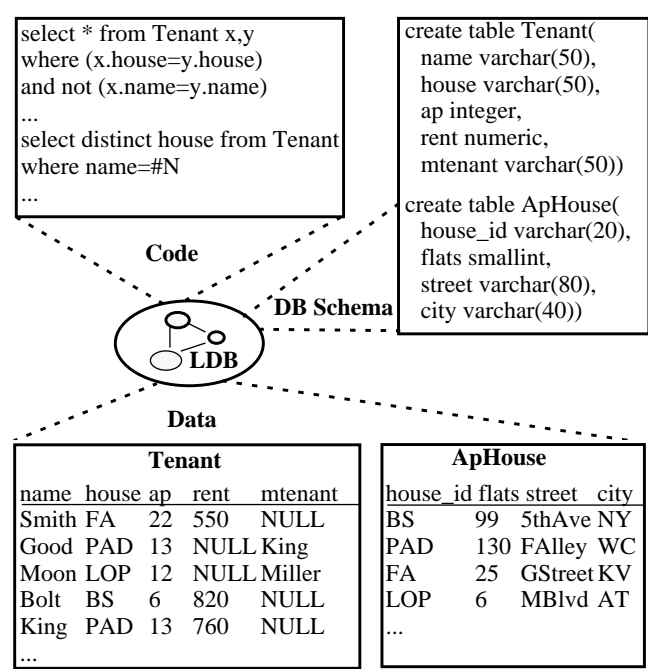 select * from Tenant x,y
where (x.house=y.house)
and not (x.name=y.name)
...
select distinct house from Tenant
where name=#N
...
create table Tenant(
name varchar(50),
house varchar(50),
ap integer,
rent numeric,
mtenant varchar(50))
create table ApHouse(
house_id varchar(20),
flats smallint,
street varchar(80),
city varchar(40))
Code
DB Schema
LDB
Data
Tenant
name house ap rent mtenant
Smith FA 22 550 NULL
Good PAD 13 NULL King
Moon LOP 12 NULL Miller
Bolt BS 6 820 NULL
King PAD 13 760 NULL
...
ApHouse
house_id flats street city
BS 99 5thAve NY
PAD 130 FAlley WC
FA 25 GStreet KV
LOP 6 MBlvd AT
...